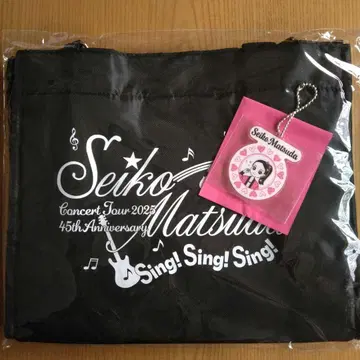 Seiko
Matsuda
Concert Tour 2025
45th Anniversary
Sing! Sing! Sing!
Seiko Matsuda